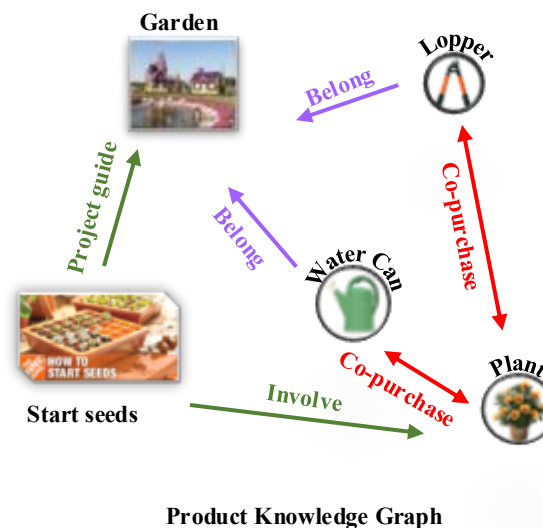 Garden
Lopper
Belong
Project guide
Belong
Co-purchase
Water Can
HOW TO
START SEEDS
Co-purchase
Plant
Involve
Start seeds
Product Knowledge Graph